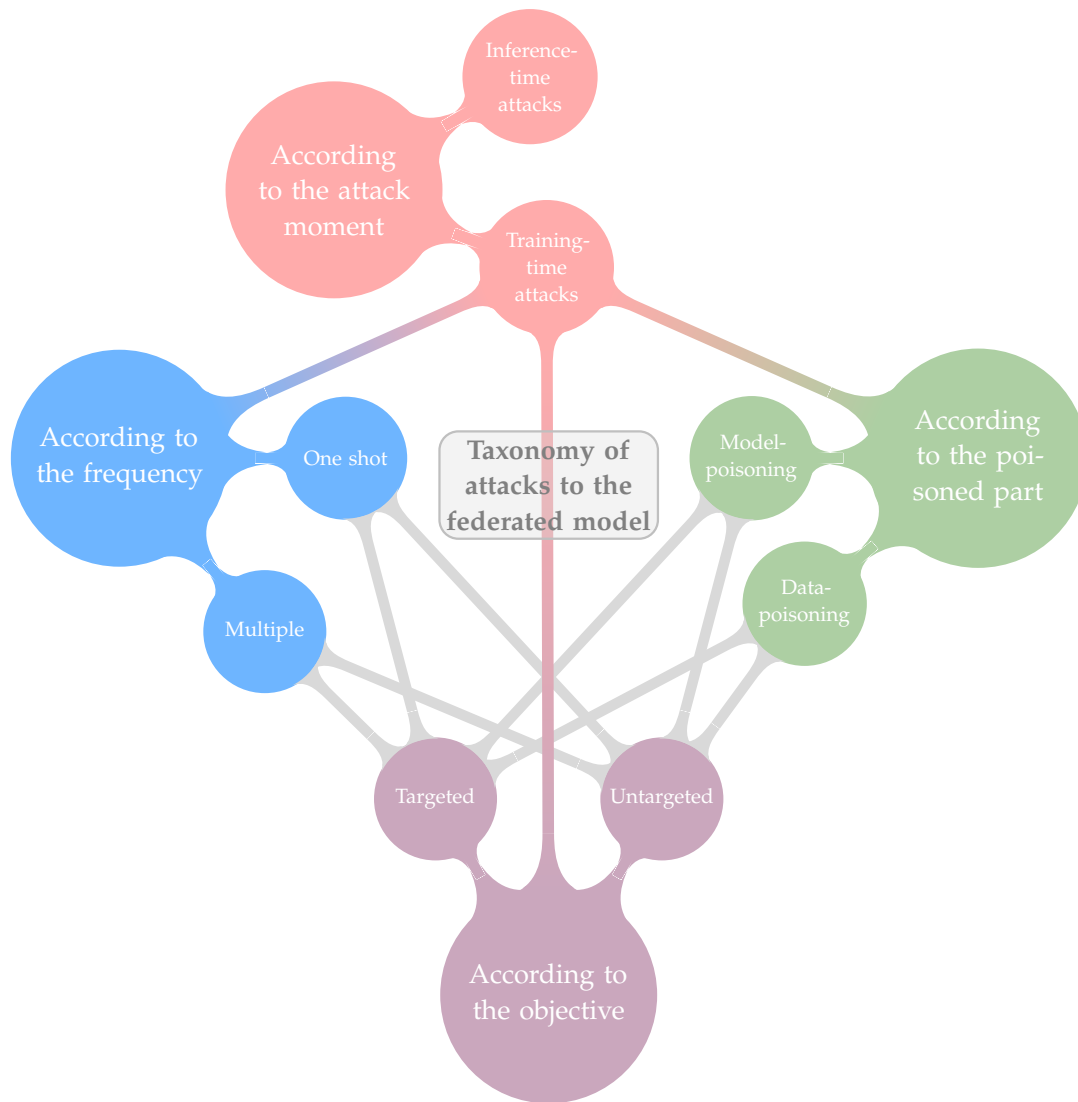 Inference-
time
attacks
According
to the attack
moment
Training-
time
attacks
According to
the frequency
One shot
Multiple
Taxonomy of
attacks to the
federated model
Model-
poisoning
According
to the poi-
soned part
Data-
poisoning
Targeted
Untargeted
According to
the objective